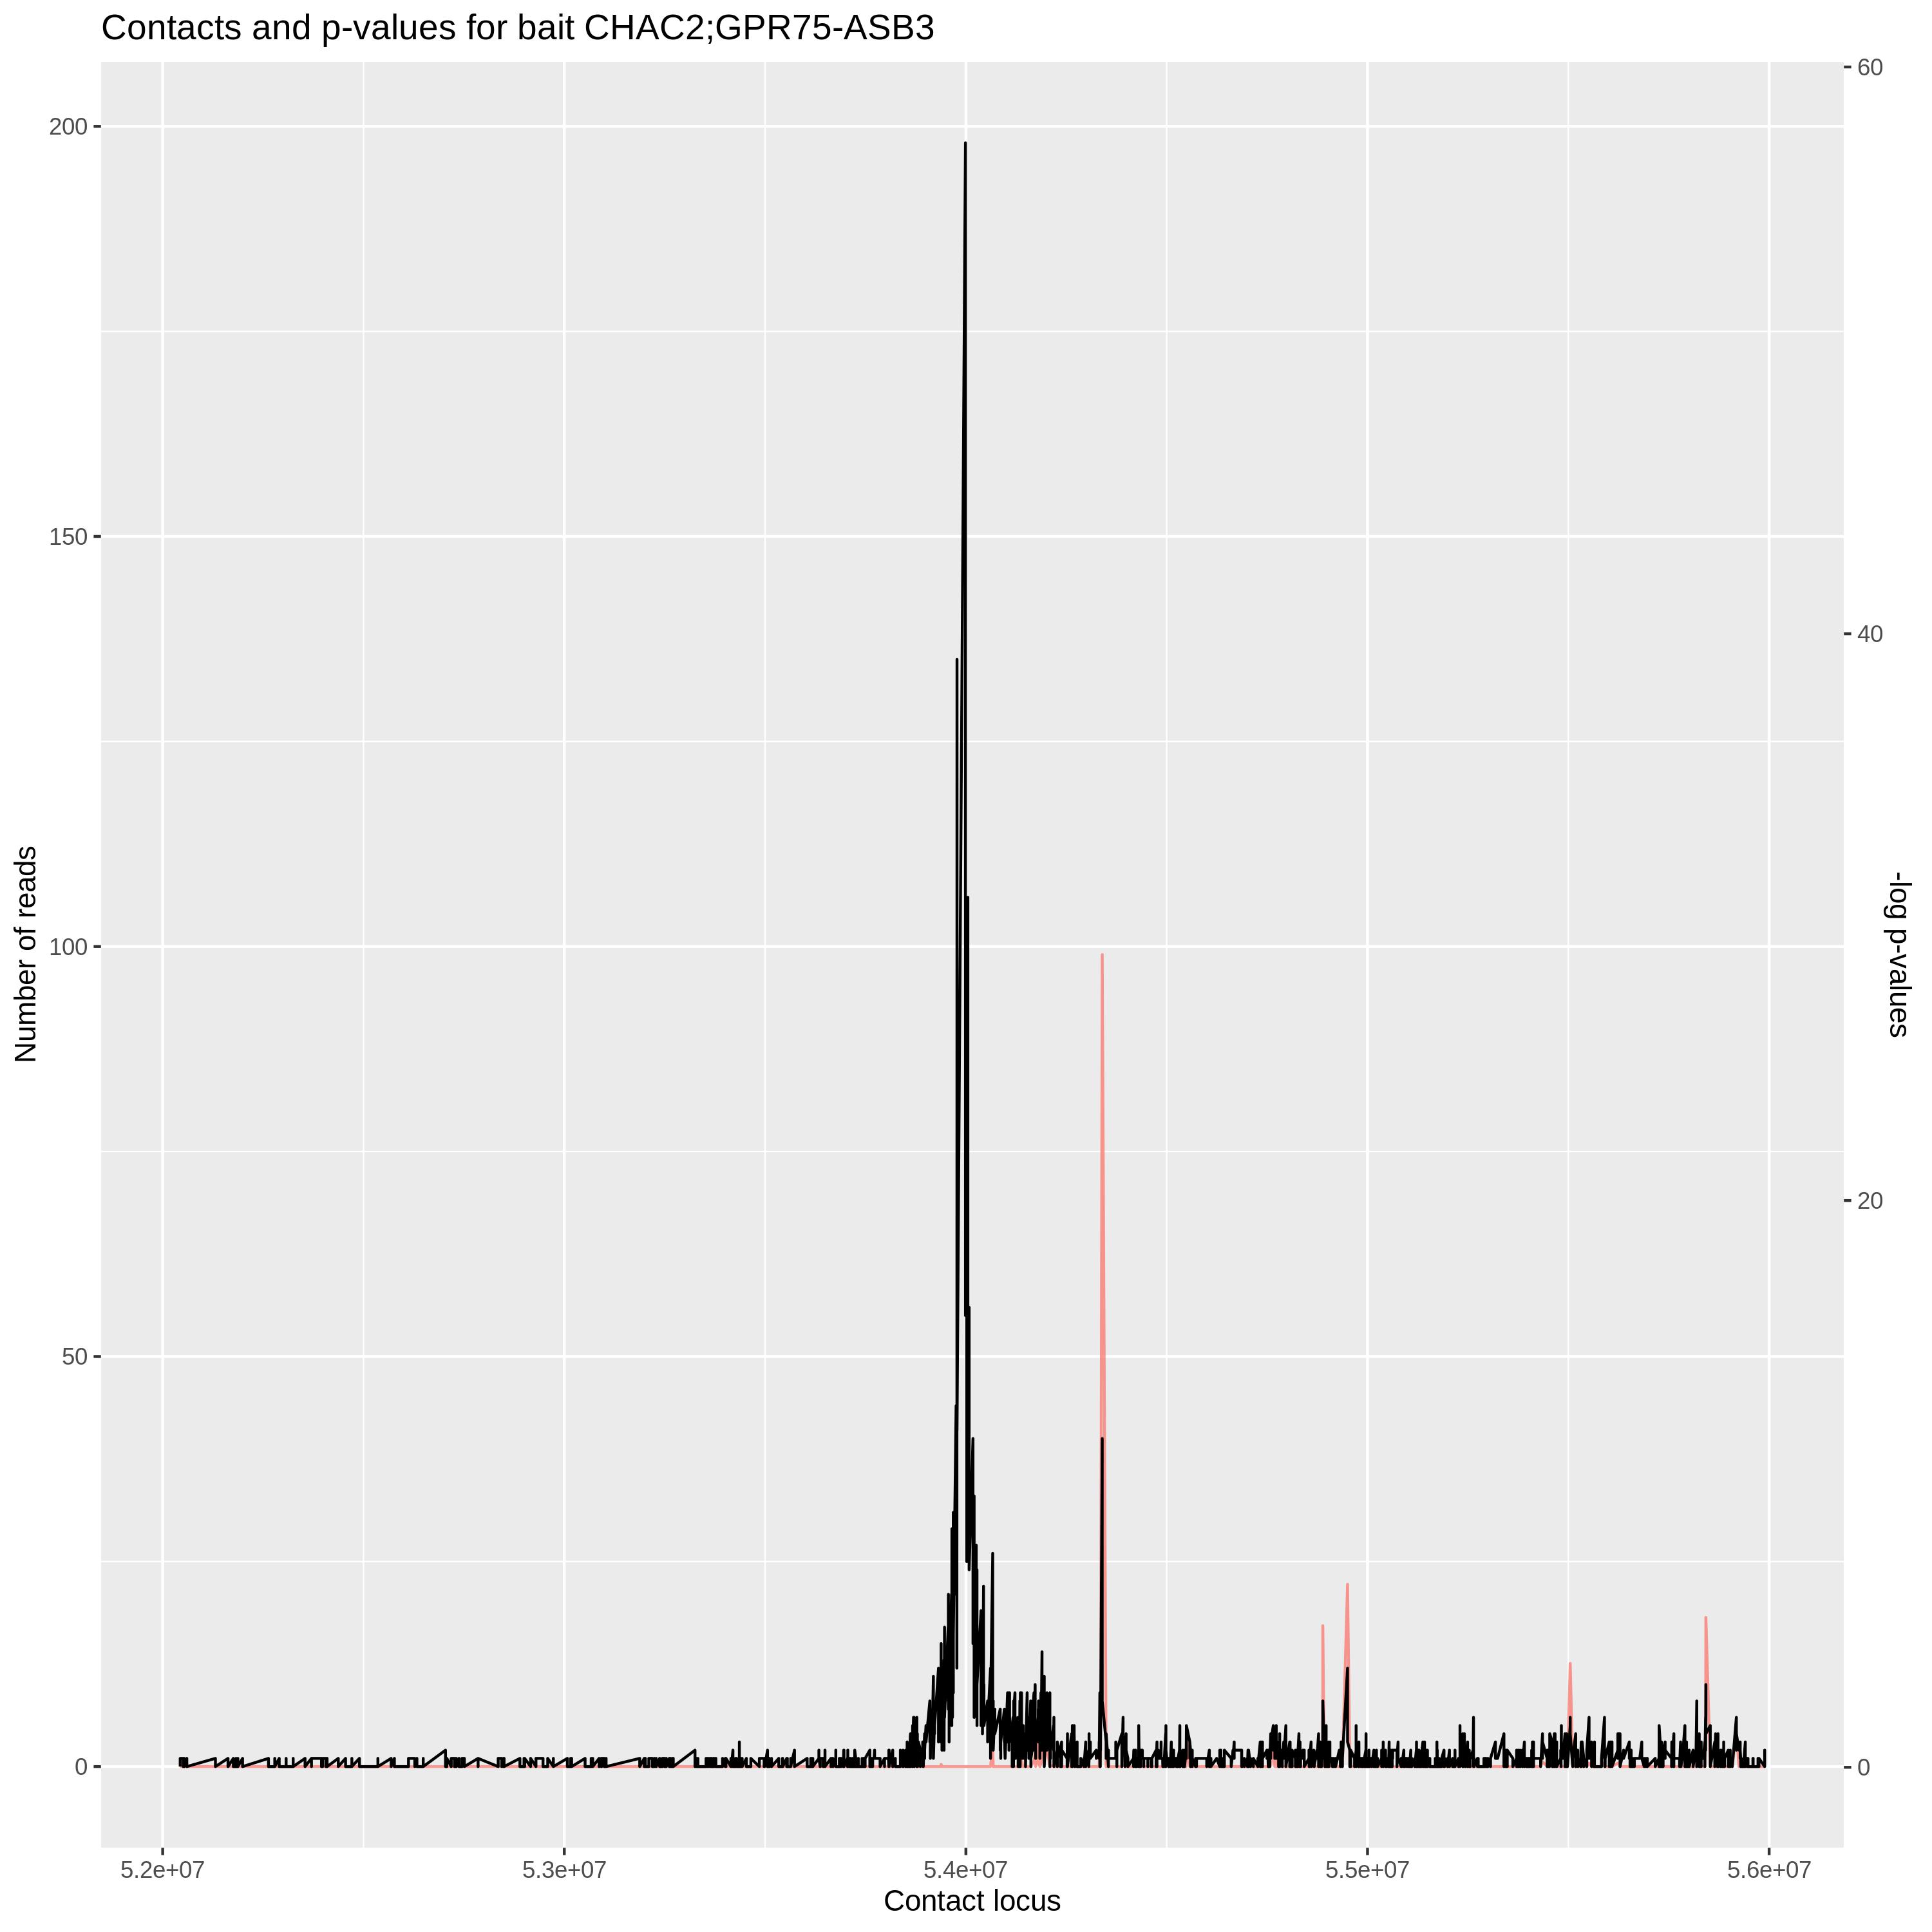 Contacts and p-values for bait CHAC2;GPR75-ASB3
Number of reads
200
150
100
50
0
60
40
20
0
-log p-values
5.2e+07 5.3e+07 5.4e+07 5.5e+07 5.6e+07
Contact locus